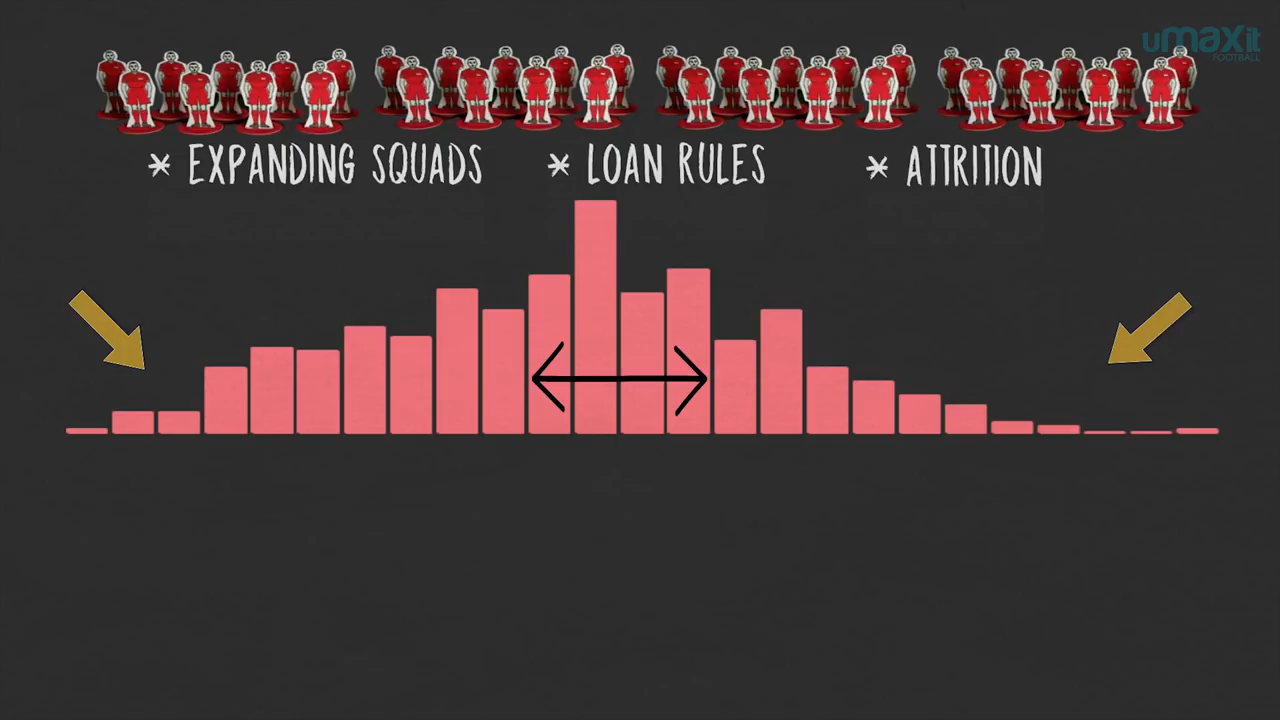 umaxit
FOOTBALL
* EXPANDING SQUADS * LOAN RULES * ATTRITION